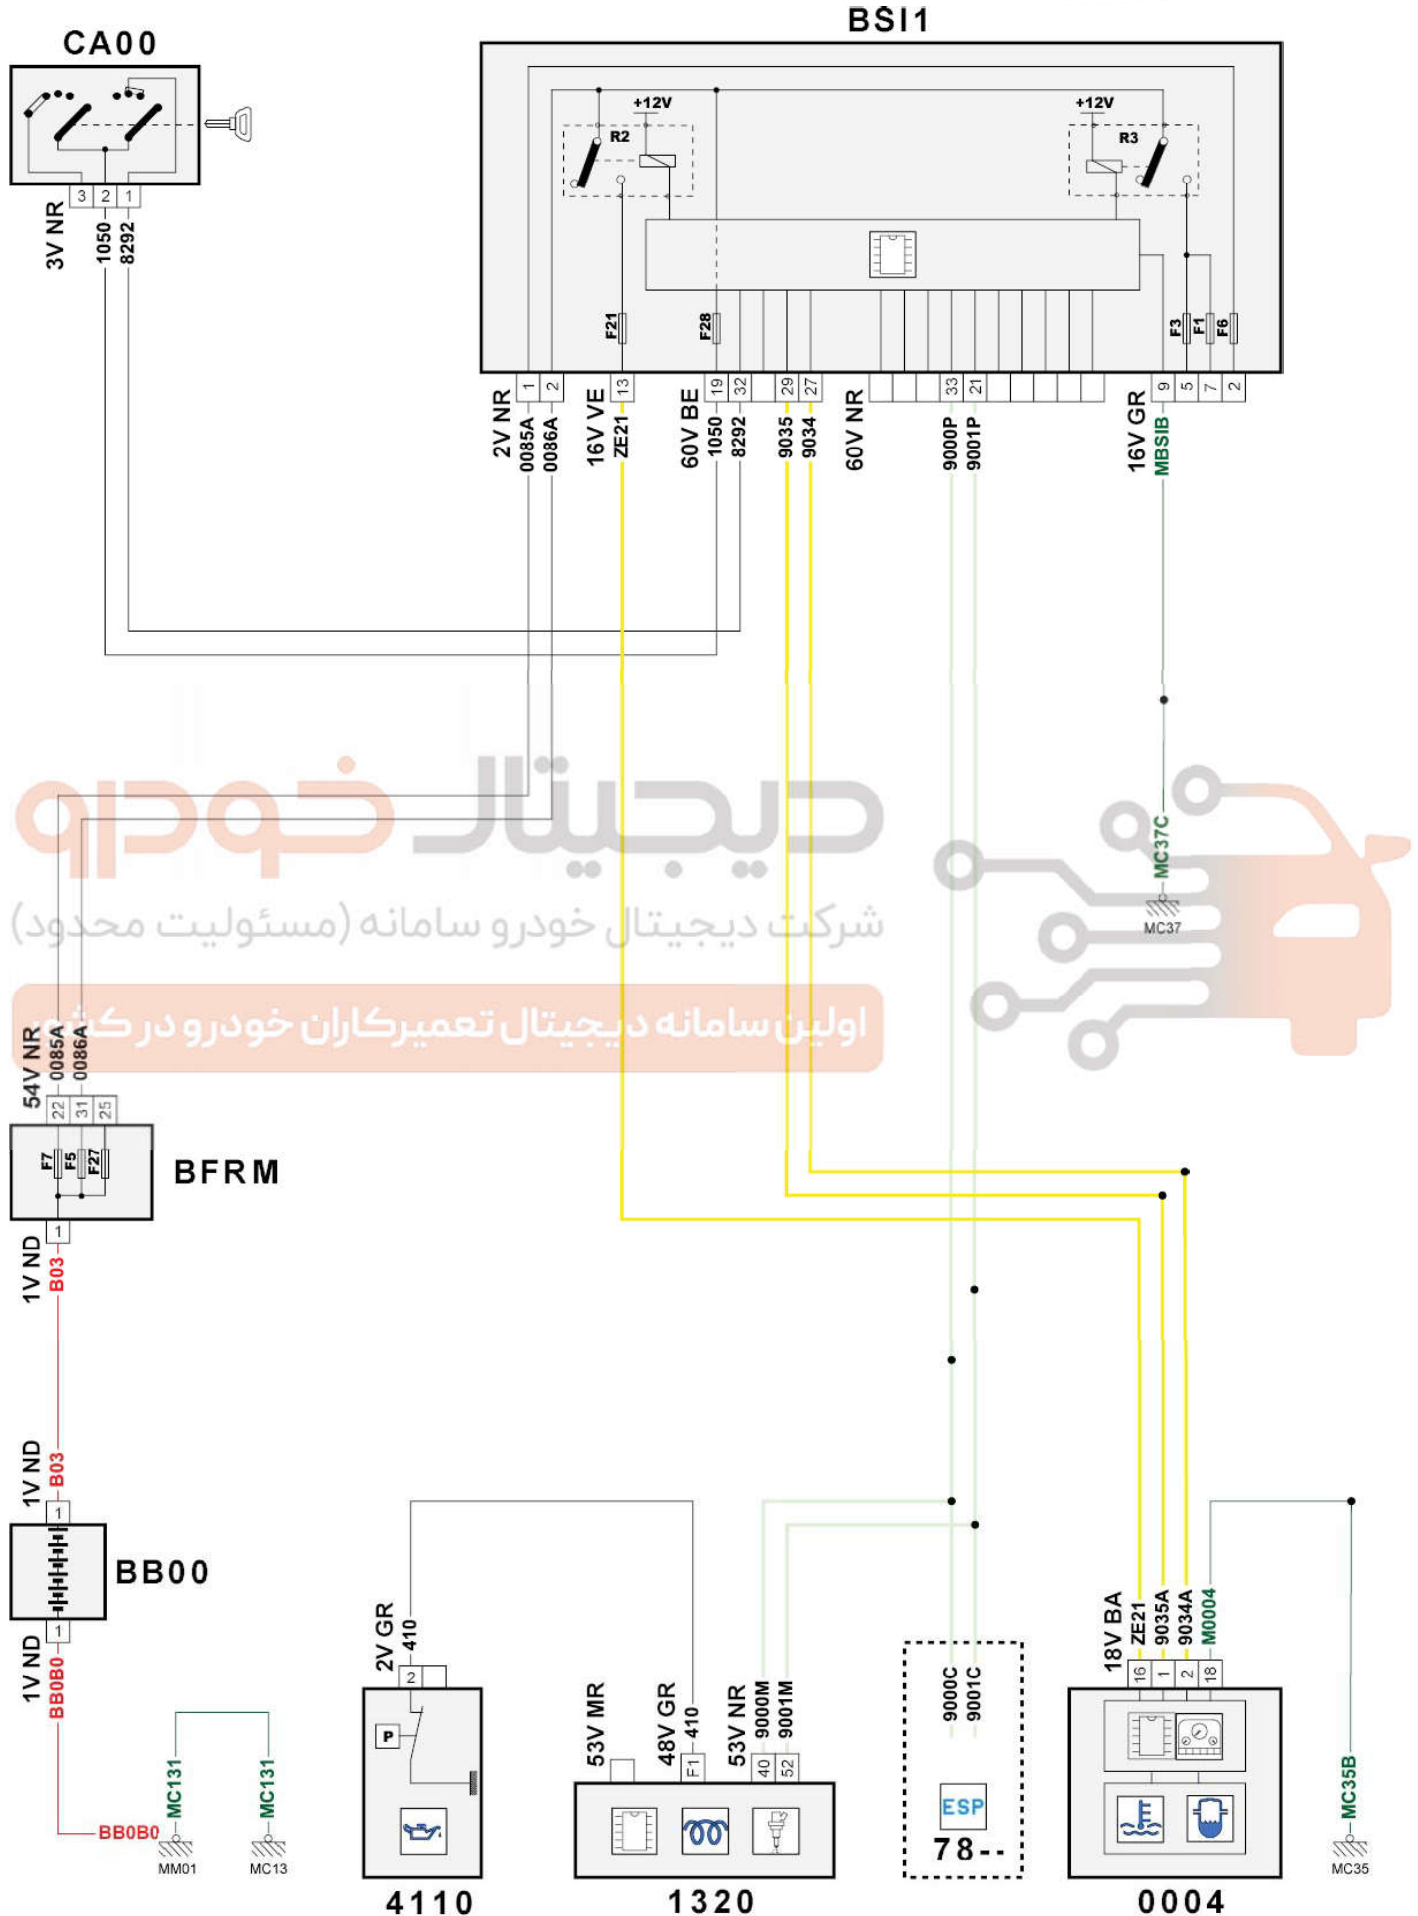 BSI1
CA00
+12V
+12V
R2
R3
3 2 1
3V NR
1050
8292
F21
F28
F3
F1
F6
1 2
13
19 32 29 27
33 21
9 5 7 2
2V NR
0085A
0086A
16V VE
ZE21
60V BE
1050
8292
9035
9034
60V NR
9000P
9001P
16V GR
MBSIB
دیجیتال خودرو
شرکت دیجیتال خودرو سامانه (مسئولیت محدود)
اولین سامانه دیجیتال تعمیرکاران خودرو در کشور
MC37C
MC37
54V NR
0085A
0086A
22 31 25
F7
F5
F27
BFRM
1
1V ND
B03
1V ND
B03
1
BB00
1
1V ND
BB0B0
BB0B0
MC131
MC131
MM01
MC13
2V GR
410
2
P
4110
53V MR
48V GR
410
F1
53V NR
9000M
9001M
40 52
1320
9000C
9001C
ESP
78--
18V BA
ZE21
9035A
9034A
M0004
16 1 2 18
0004
MC35B
MC35